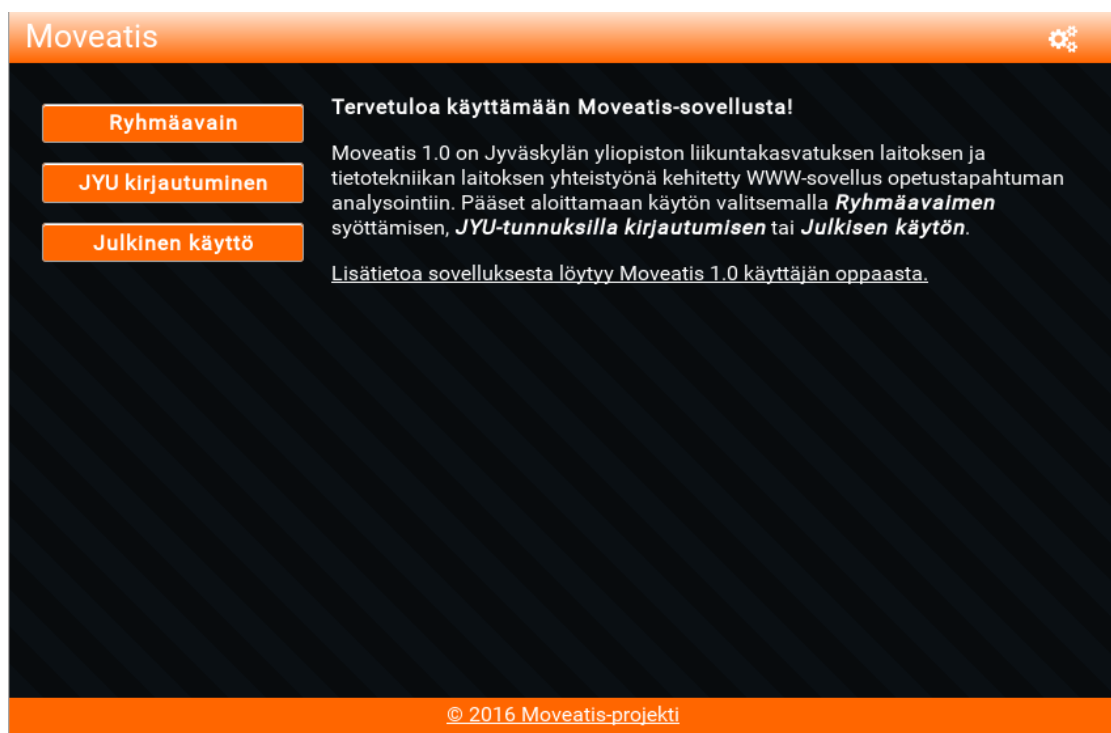 Moveatis
Ryhmäavain
JYU kirjautuminen
Julkinen käyttö
Tervetuloa käyttämään Moveatis-sovellusta!
Moveatis 1.0 on Jyväskylän yliopiston liikuntakasvatuksen laitoksen ja
tietotekniikan laitoksen yhteistyönä kehitetty WWW-sovellus opetustapahtuman
analysointiin. Pääset aloittamaan käytön valitsemalla Ryhmäavaimen
syöttämisen, JYU-tunnuksilla kirjautumisen tai Julkisen käytön.
Lisätietoa sovelluksesta löytyy Moveatis 1.0 käyttäjän oppaasta.
© 2016 Moveatis-projekti